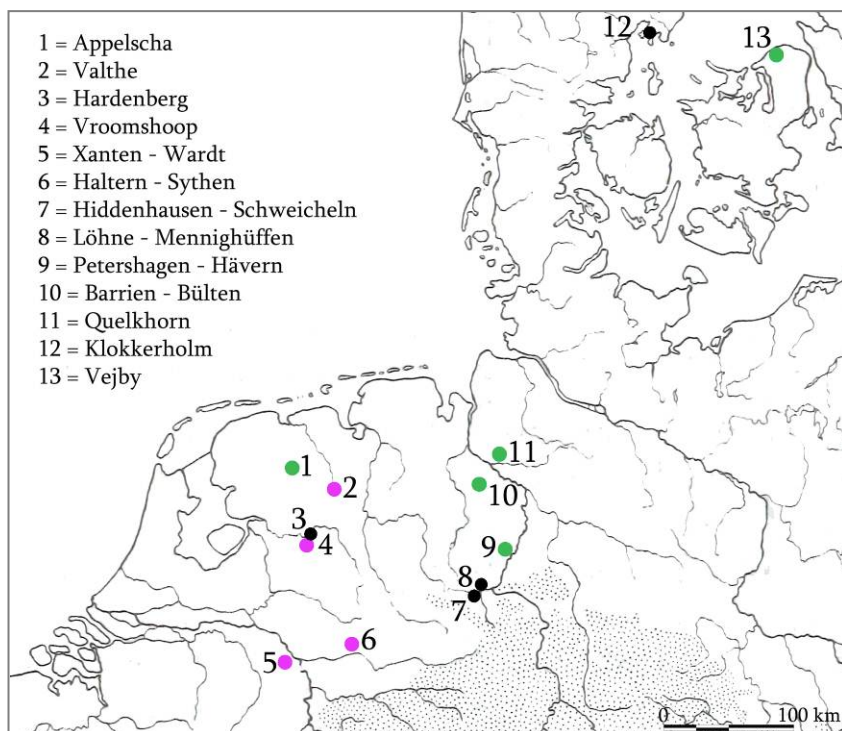 1 = Appelscha
2 = Valthe
3 = Hardenberg
4 = Vroomshoop
5 = Xanten - Wardt
6 = Haltern - Sythen
7 = Hiddenhausen - Schweicheln
8 = Löhne - Mennighüffen
9 = Petershagen - Hävern
10 = Barrien - Bülten
11 = Quelkhorn
12 = Klokkerholm
13 = Vejby
12
13
11
1
2
10
3
4
9
8
7
6
5
0 100 km